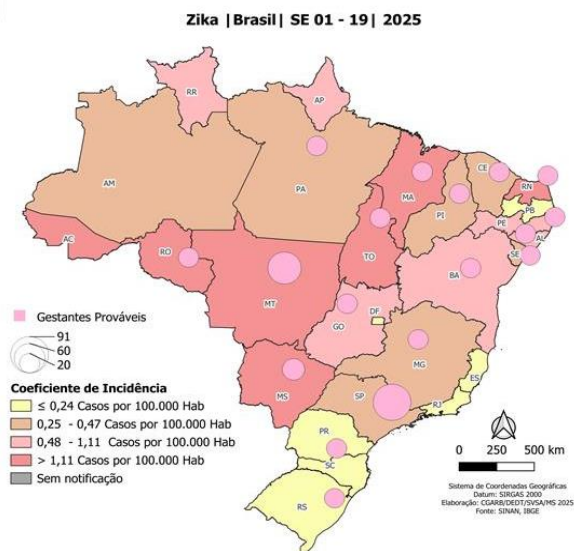 Zika |Brasil| SE 01 - 19| 2025
RR
AP
AM
PA
MA
CE
RN
PB
PI
PE
AL
SE
AC
RO
TO
BA
MT
GO
DF
MG
ES
MS
SP
RJ
PR
SC
RS
Gestantes Prováveis
91
60
20
Coeficiente de Incidência
≤ 0,24 Casos por 100.000 Hab
0,25 - 0,47 Casos por 100.000 Hab
0,48 - 1,11 Casos por 100.000 Hab
> 1,11 Casos por 100.000 Hab
Sem notificação
0 250 500 km
Sistema de Coordenadas Geográficas
Datum: SIRGAS 2000
Elaboração: CGARB/DEDT/SVSA/MS 2025
Fonte: SINAN, IBGE